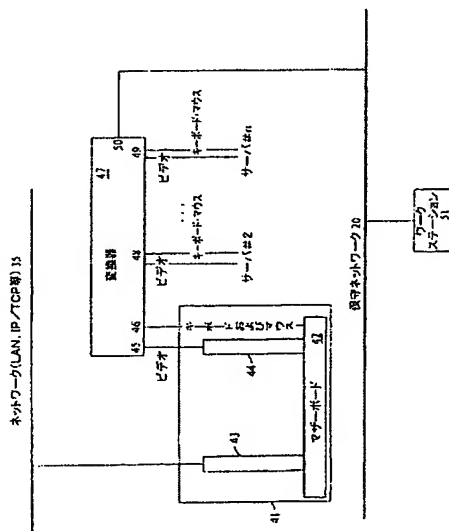 ネットワーク(LAN, IP/TCP等) 35
変換器
47
50
45
46
48
49
ビデオ
ビデオ
キーボード・マウス
...
ビデオ
キーボード・マウス
サーバ#2
サーバ#n
キーボードおよびマウス
43
44
マザーボード
42
41
保守ネットワーク 20
ワーク
ステーション
51